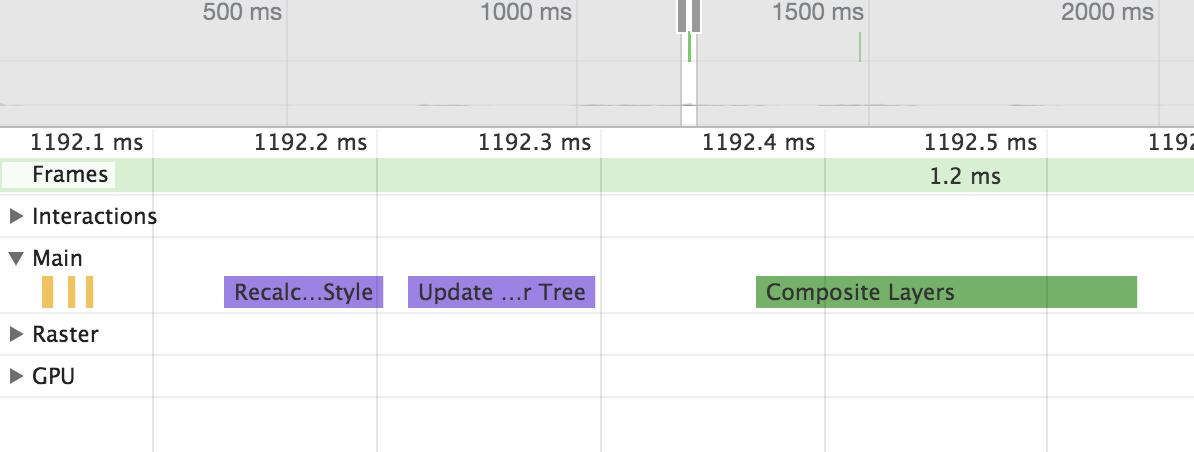 500 ms 1000 ms 1500 ms 2000 ms
1192.1 ms 1192.2 ms 1192.3 ms 1192.4 ms 1192.5 ms 1192
Frames 1.2 ms
Interactions
Main
Recalc...Style Update ...r Tree Composite Layers
Raster
GPU